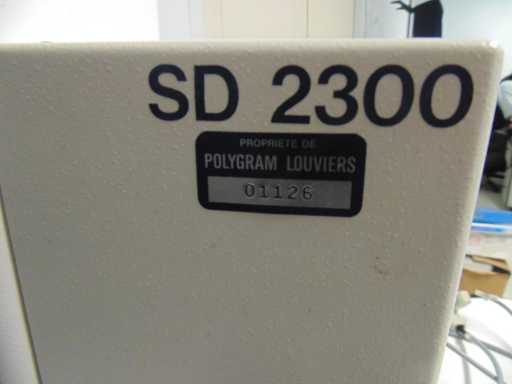 SD 2300
PROPRIETE DE
POLYGRAM LOUVIERS
01126